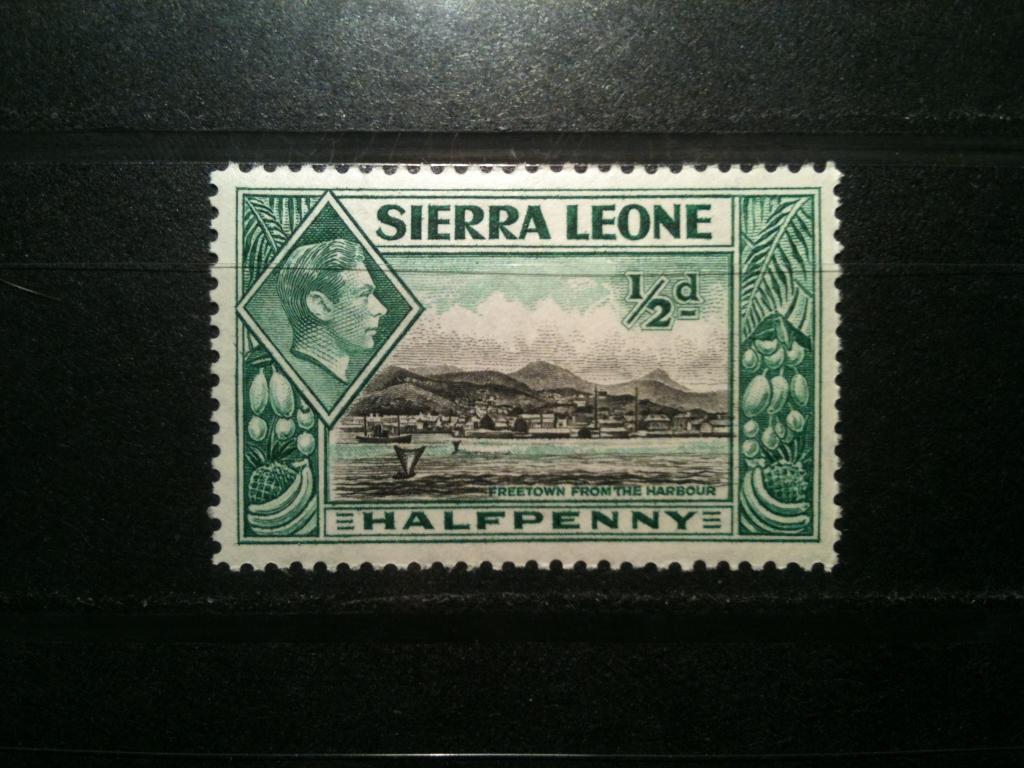 SIERRA LEONE
1/2d
FREETOWN FROM THE HARBOUR
HALFPENNY